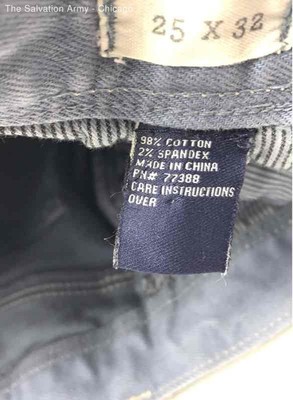 The Salvation Army - Chicago
25 X 32
98% COTTON
2% SPANDEX
MADE IN CHINA
PN# 77388
CARE INSTRUCTIONS
OVER